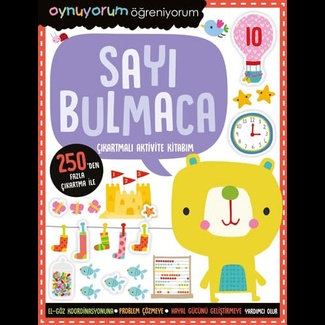 oynuyorum öğreniyorum
10
SAYI
BULMACA
ÇIKARTMALI AKTİVİTE KİTABIM
250'DEN
FAZLA
ÇIKARTMA İLE
EL-GÖZ KOORDİNASYONUNA • PROBLEM ÇÖZMEYE • HAYAL GÜCÜNÜ GELİŞTİRMEYE YARDIMCI OLUR